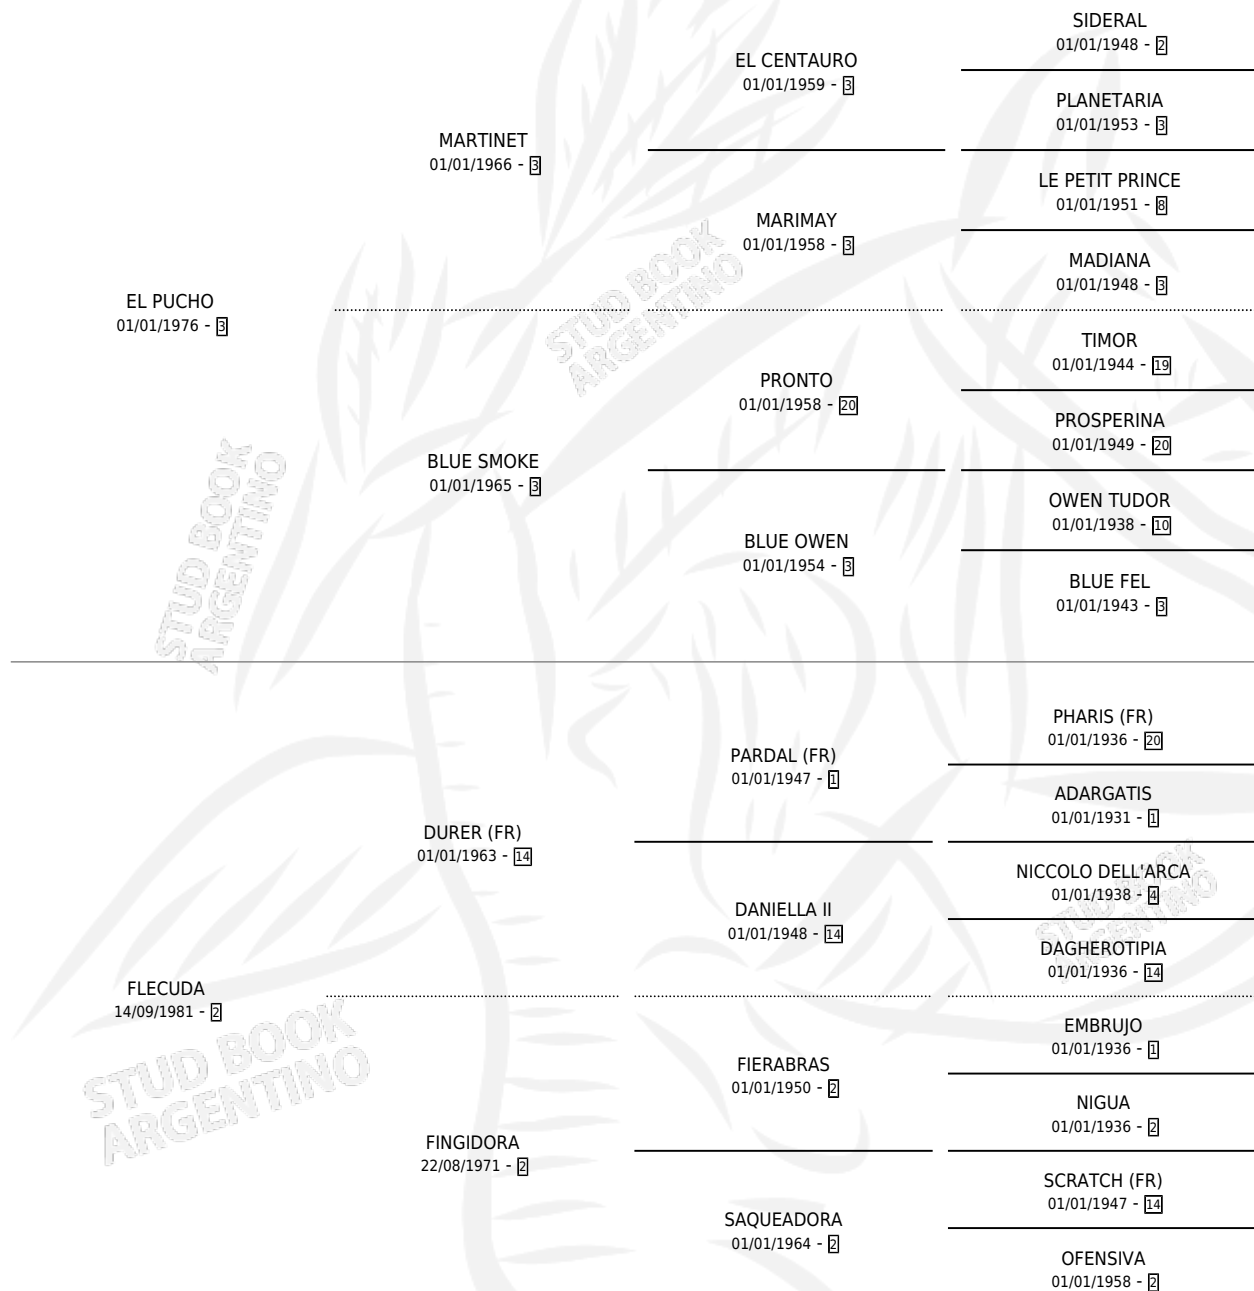 SIDERAL
01/01/1948 - 2
EL CENTAURO
01/01/1959 - 3
PLANETARIA
01/01/1953 - 3
MARTINET
01/01/1966 - 3
LE PETIT PRINCE
01/01/1951 - 8
MARIMAY
01/01/1958 - 3
MADIANA
01/01/1948 - 3
EL PUCHO
01/01/1976 - 3
TIMOR
01/01/1944 - 19
PRONTO
01/01/1958 - 20
PROSPERINA
01/01/1949 - 20
BLUE SMOKE
01/01/1965 - 3
OWEN TUDOR
01/01/1938 - 10
BLUE OWEN
01/01/1954 - 3
BLUE FEL
01/01/1943 - 3
STUD BOOK
ARGENTINO
STUD BOOK
ARGENTINO
PHARIS (FR)
01/01/1936 - 20
PARDAL (FR)
01/01/1947 - 1
ADARGATIS
01/01/1931 - 1
DURER (FR)
01/01/1963 - 14
NICCOLO DELL'ARCA
01/01/1938 - 4
DANIELLA II
01/01/1948 - 14
DAGHEROTIPIA
01/01/1936 - 14
FLECUDA
14/09/1981 - 2
EMBRUJO
01/01/1936 - 1
FIERABRAS
01/01/1950 - 2
NIGUA
01/01/1936 - 2
FINGIDORA
22/08/1971 - 2
SCRATCH (FR)
01/01/1947 - 14
SAQUEADORA
01/01/1964 - 2
OFENSIVA
01/01/1958 - 2
STUD BOOK
ARGENTINO
STUD BOOK
ARGENTINO